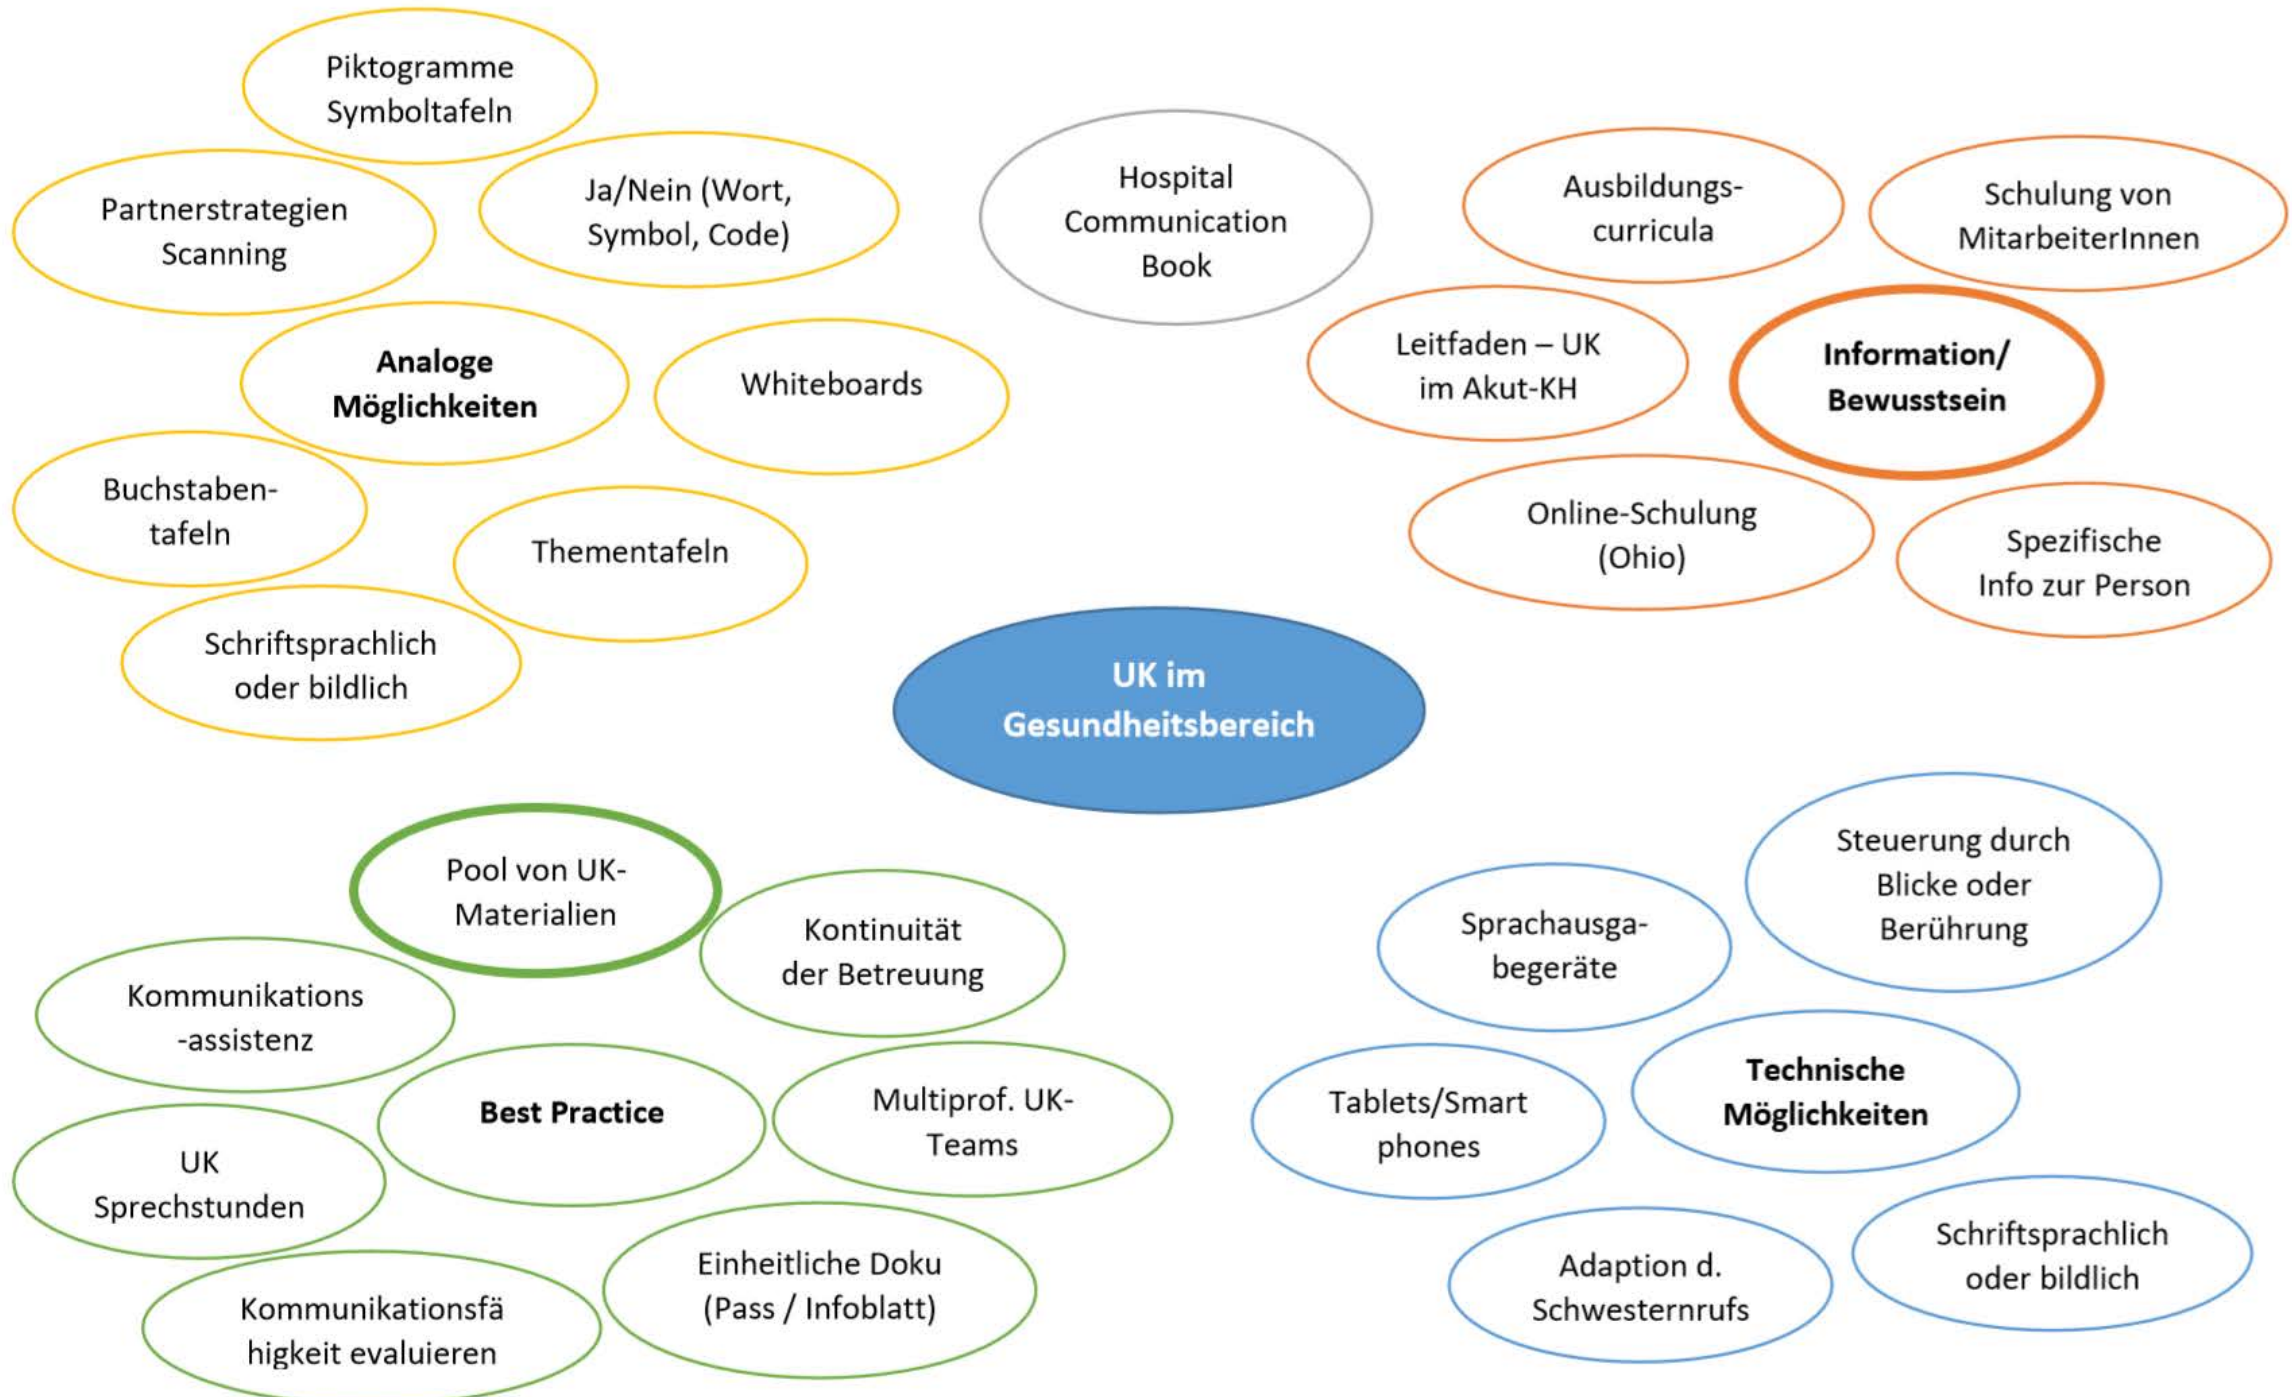 Piktogramme
Symboltafeln
Partnerstrategien
Scanning
Ja/Nein (Wort,
Symbol, Code)
Analoge
Möglichkeiten
Whiteboards
Buchstaben-
tafeln
Thementafeln
Schriftsprachlich
oder bildlich
Hospital
Communication
Book
Ausbildungs-
curricula
Schulung von
MitarbeiterInnen
Leitfaden – UK
im Akut-KH
Information/
Bewusstsein
Online-Schulung
(Ohio)
Spezifische
Info zur Person
UK im
Gesundheitsbereich
Pool von UK-
Materialien
Kontinuität
der Betreuung
Kommunikations
-assistenz
Best Practice
Multiprof. UK-
Teams
UK
Sprechstunden
Einheitliche Doku
(Pass / Infoblatt)
Kommunikationsfä
higkeit evaluieren
Steuerung durch
Blicke oder
Berührung
Sprachausga-
begeräte
Technische
Möglichkeiten
Tablets/Smart
phones
Adaption d.
Schwesternrufs
Schriftsprachlich
oder bildlich